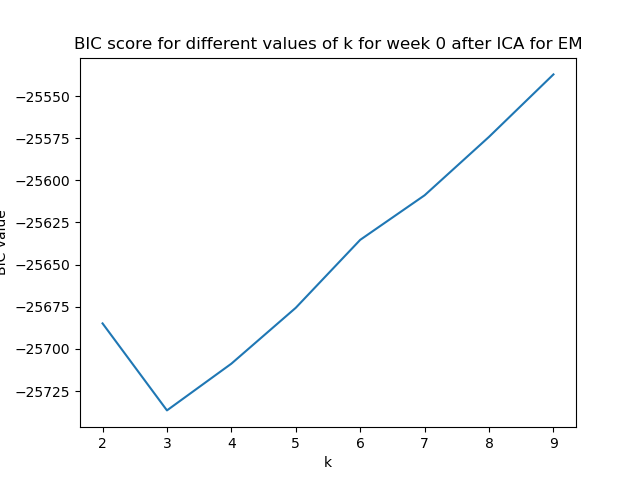 BIC score for different values of k for week 0 after ICA for EM
−25550
−25575
−25600
−25625
−25650
−25675
−25700
−25725
BIC value
2 3 4 5 6 7 8 9
k